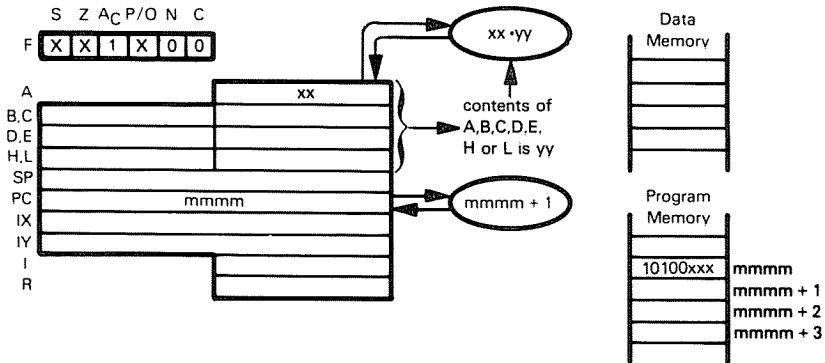 S Z AC P/O N C
F X X 1 X 0 0
A xx
B,C
D,E
H,L
SP
PC mmmm
IX
IY
I
R
xx •yy
contents of
A,B,C,D,E,
H or L is yy
mmmm + 1
Data
Memory
Program
Memory
10100xxx mmmm
mmmm + 1
mmmm + 2
mmmm + 3